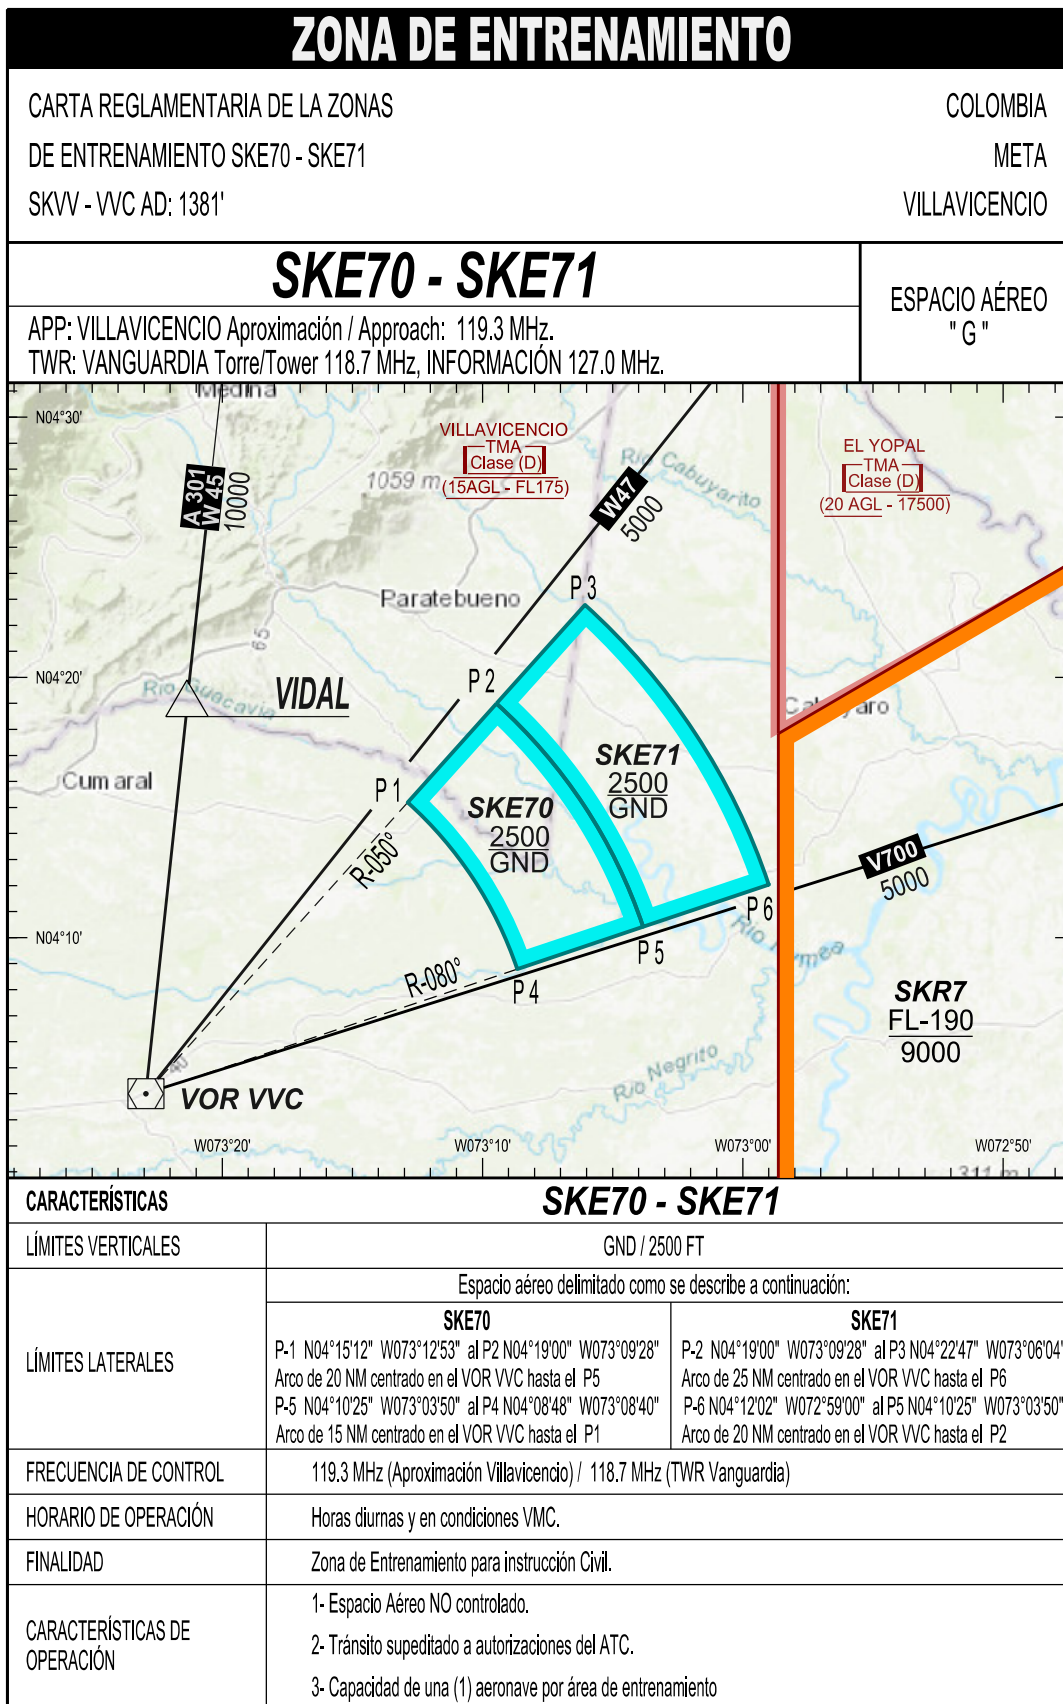 ZONA DE ENTRENAMIENTO
CARTA REGLAMENTARIA DE LA ZONAS
DE ENTRENAMIENTO SKE70 - SKE71
SKVV - VVC AD: 1381'
COLOMBIA
META
VILLAVICENCIO
SKE70 - SKE71
APP: VILLAVICENCIO Aproximación / Approach: 119.3 MHz.
TWR: VANGUARDIA Torre/Tower 118.7 MHz, INFORMACIÓN 127.0 MHz.
ESPACIO AÉREO
" G "
Medina
N04°30'
VILLAVICENCIO
TMA
Clase (D)
(15AGL - FL175)
EL YOPAL
TMA
Clase (D)
(20 AGL - 17500)
1059 m
Río Cabuyarito
A 301
W 45
10000
W47
5000
Paratebueno
P 3
65
N04°20'
Río Guacavía
VIDAL
P 2
Cumaral
P 1
SKE71
2500
GND
SKE70
2500
GND
R-050°
V700
5000
P 6
N04°10'
R-080°
P 5
P 4
SKR7
FL-190
9000
Río Negrito
40
VOR VVC
W073°20'
W073°10'
W073°00'
W072°50'
311 m
CARACTERÍSTICAS
SKE70 - SKE71
LÍMITES VERTICALES
GND / 2500 FT
LÍMITES LATERALES
Espacio aéreo delimitado como se describe a continuación:
SKE70
P-1 N04°15'12" W073°12'53" al P2 N04°19'00" W073°09'28"
Arco de 20 NM centrado en el VOR VVC hasta el P5
P-5 N04°10'25" W073°03'50" al P4 N04°08'48" W073°08'40"
Arco de 15 NM centrado en el VOR VVC hasta el P1
SKE71
P-2 N04°19'00" W073°09'28" al P3 N04°22'47" W073°06'04"
Arco de 25 NM centrado en el VOR VVC hasta el P6
P-6 N04°12'02" W072°59'00" al P5 N04°10'25" W073°03'50"
Arco de 20 NM centrado en el VOR VVC hasta el P2
FRECUENCIA DE CONTROL
119.3 MHz (Aproximación Villavicencio) / 118.7 MHz (TWR Vanguardia)
HORARIO DE OPERACIÓN
Horas diurnas y en condiciones VMC.
FINALIDAD
Zona de Entrenamiento para instrucción Civil.
CARACTERÍSTICAS DE
OPERACIÓN
1- Espacio Aéreo NO controlado.
2- Tránsito supeditado a autorizaciones del ATC.
3- Capacidad de una (1) aeronave por área de entrenamiento